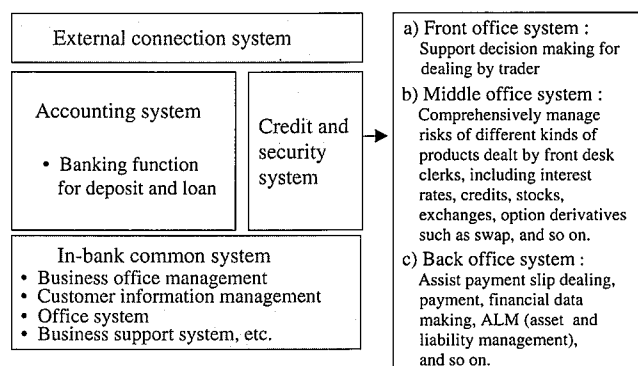 External connection system
Accounting system
• Banking function
for deposit and loan
Credit and
security
system
In-bank common system
• Business office management
• Customer information management
• Office system
• Business support system, etc.
a) Front office system :
Support decision making for
dealing by trader
b) Middle office system :
Comprehensively manage
risks of different kinds of
products dealt by front desk
clerks, including interest
rates, credits, stocks,
exchanges, option derivatives
such as swap, and so on.
c) Back office system :
Assist payment slip dealing,
payment, financial data
making, ALM (asset and
liability management),
and so on.